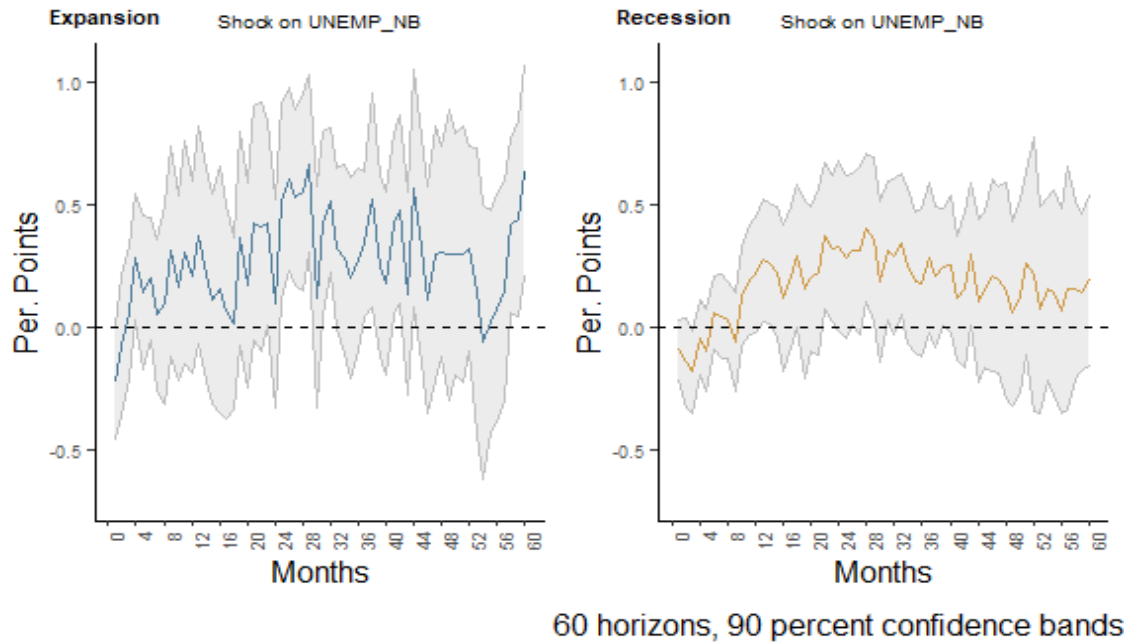 Expansion
Shock on UNEMP_NB
Recession
Shock on UNEMP_NB
Per. Points
1.0
0.5
0.0
-0.5
0 4 8 12 16 20 24 28 32 36 40 44 48 52 56 60
Months
Per. Points
1.0
0.5
0.0
-0.5
0 4 8 12 16 20 24 28 32 36 40 44 48 52 56 60
Months
60 horizons, 90 percent confidence bands